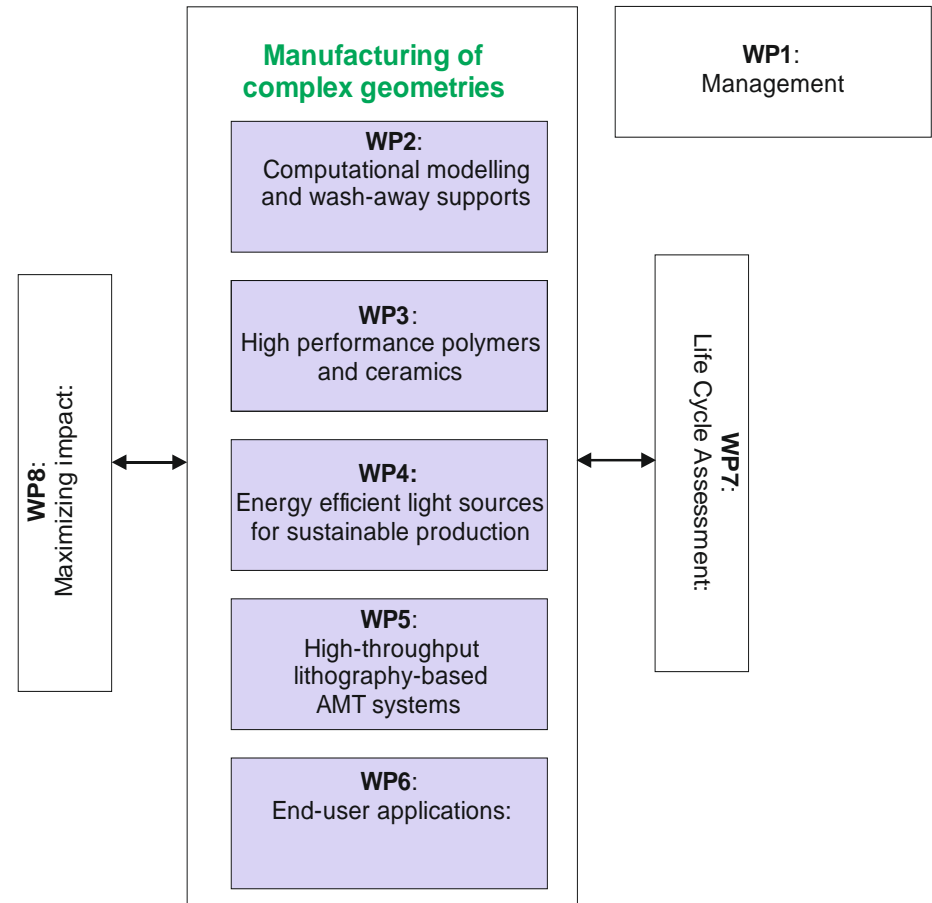 Manufacturing of
complex geometries
WP1:
Management
WP2:
Computational modelling
and wash-away supports
WP3:
High performance polymers
and ceramics
WP4:
Energy efficient light sources
for sustainable production
WP5:
High-throughput
lithography-based
AMT systems
WP6:
End-user applications:
WP8:
Maximizing impact:
WP7:
Life Cycle Assessment: